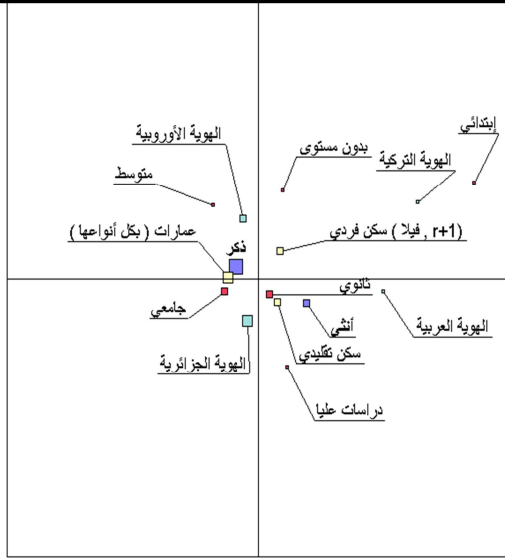 إبتدائي
الهوية الأوروبية
بدون مستوى
الهوية التركية
متوسط
عمارات ( بكل أنواعها )
سكن فردي ( فيلا , r+1)
ذكر
ثانوي
جامعي
أنثى
الهوية العربية
سكن تقليدي
الهوية الجزائرية
دراسات عليا